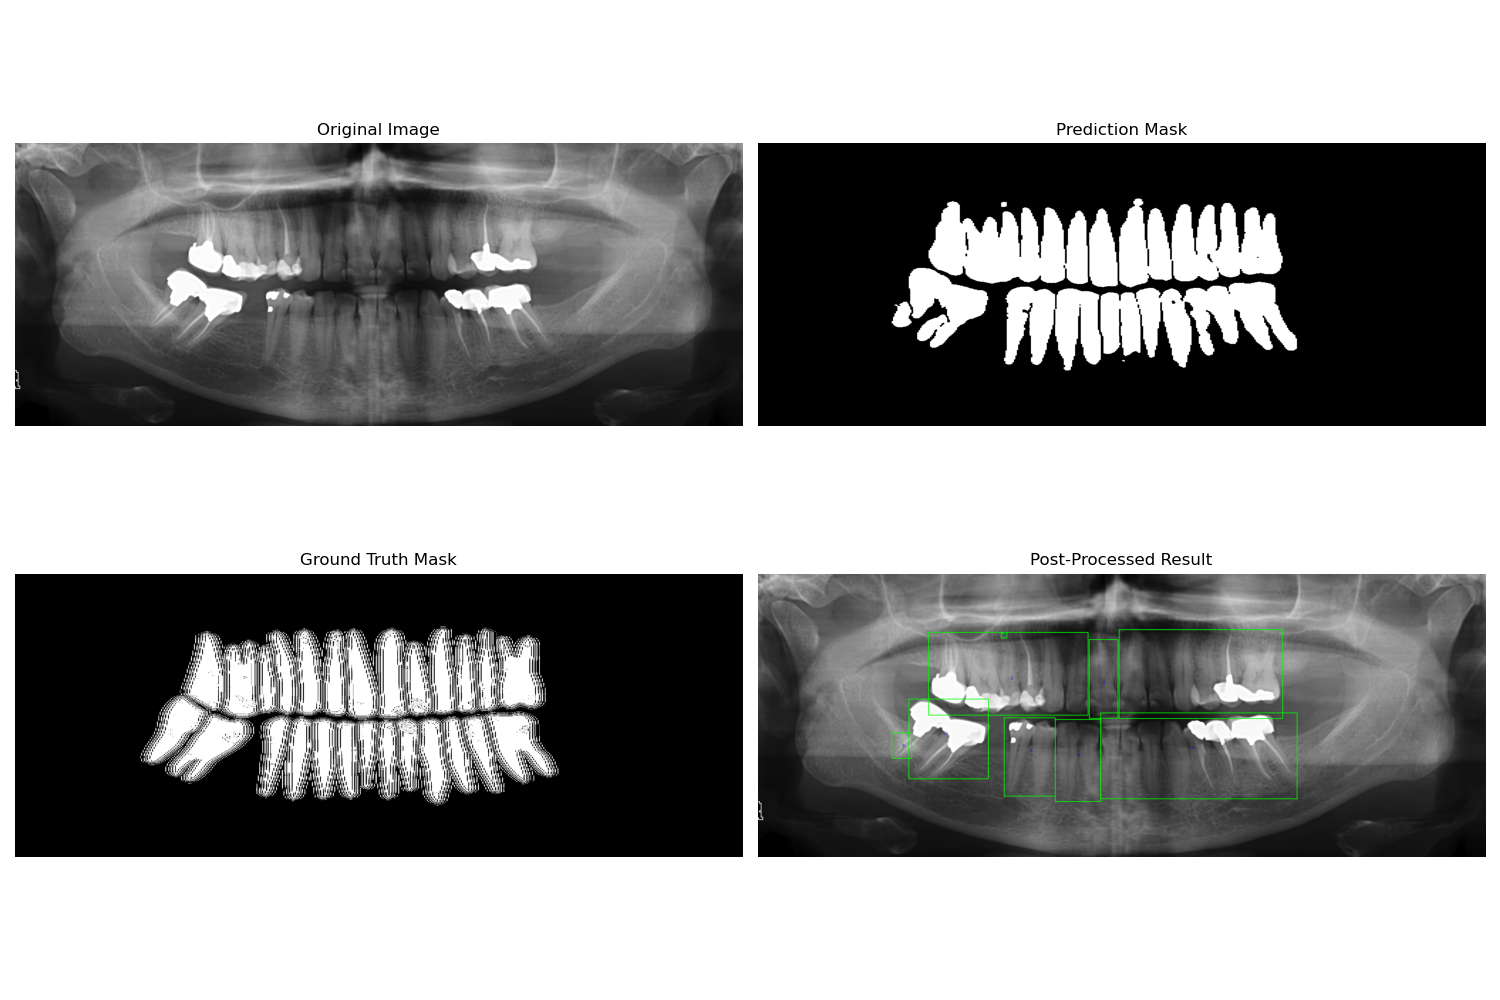 Original Image
Prediction Mask
Ground Truth Mask
Post-Processed Result